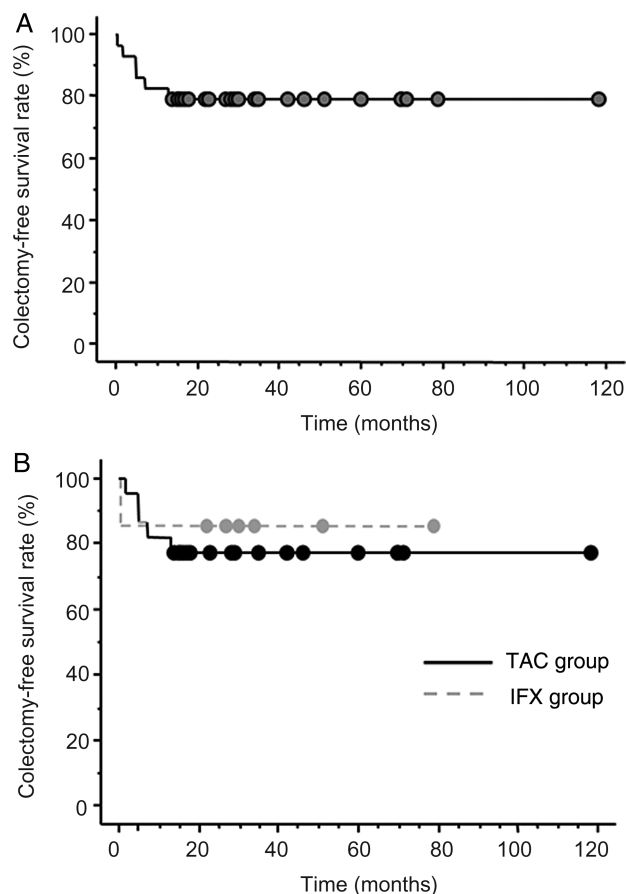 A
Colectomy-free survival rate (%)
100
80
60
40
20
0
0 20 40 60 80 100 120
Time (months)
B
Colectomy-free survival rate (%)
100
80
60
40
20
0
TAC group
IFX group
0 20 40 60 80 100 120
Time (months)